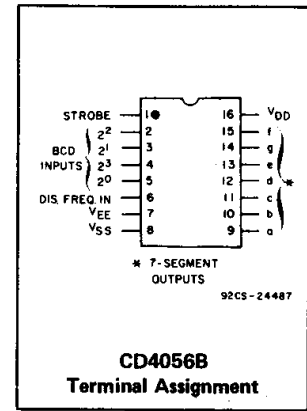 STROBE 1 16 VDD
2² 2 15 f
BCD 2¹ 3 14 g
INPUTS 2³ 4 13 e
2⁰ 5 12 d *
DIS. FREQ. IN 6 11 c
VEE 7 10 b
VSS 8 9 a
* 7-SEGMENT
OUTPUTS
92CS-24487
CD4056B
Terminal Assignment